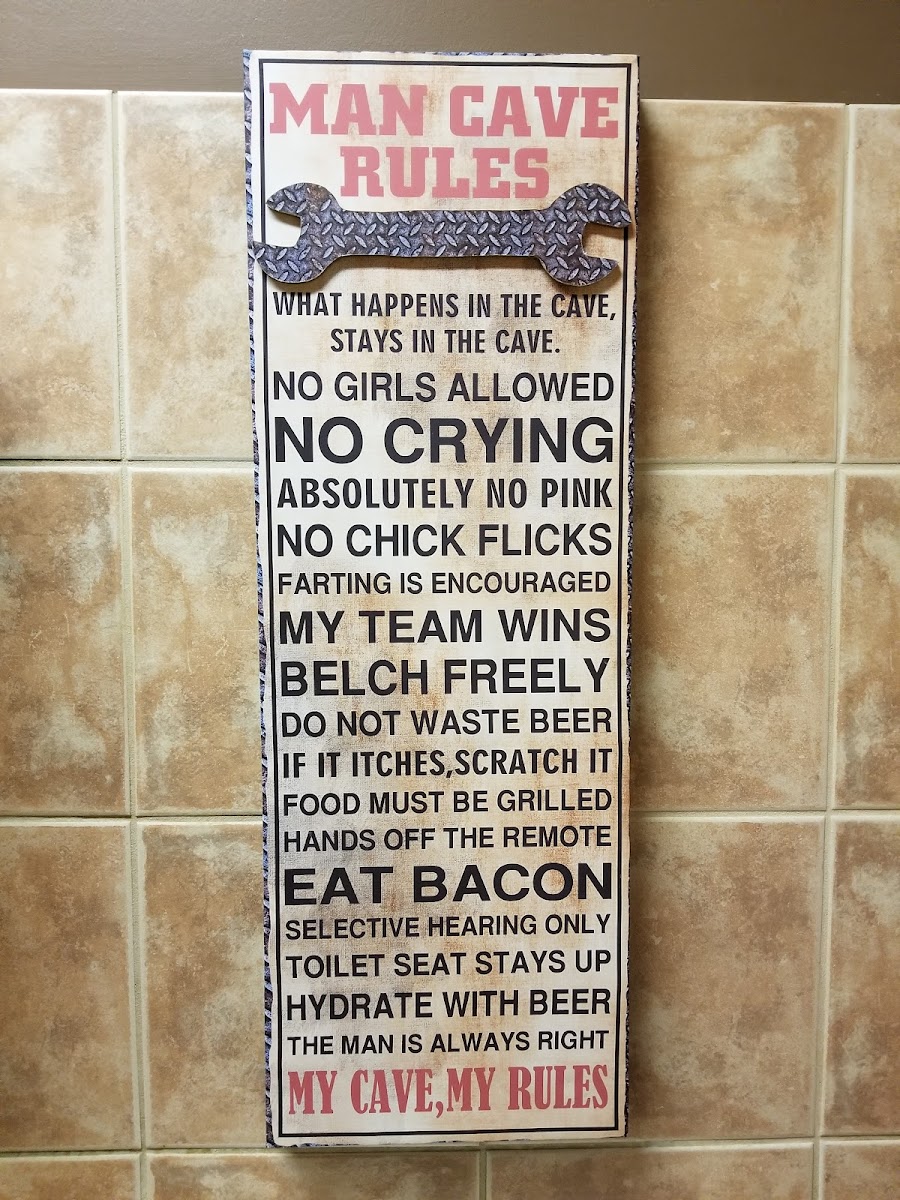 MAN CAVE
RULES
WHAT HAPPENS IN THE CAVE,
STAYS IN THE CAVE.
NO GIRLS ALLOWED
NO CRYING
ABSOLUTELY NO PINK
NO CHICK FLICKS
FARTING IS ENCOURAGED
MY TEAM WINS
BELCH FREELY
DO NOT WASTE BEER
IF IT ITCHES,SCRATCH IT
FOOD MUST BE GRILLED
HANDS OFF THE REMOTE
EAT BACON
SELECTIVE HEARING ONLY
TOILET SEAT STAYS UP
HYDRATE WITH BEER
THE MAN IS ALWAYS RIGHT
MY CAVE,MY RULES